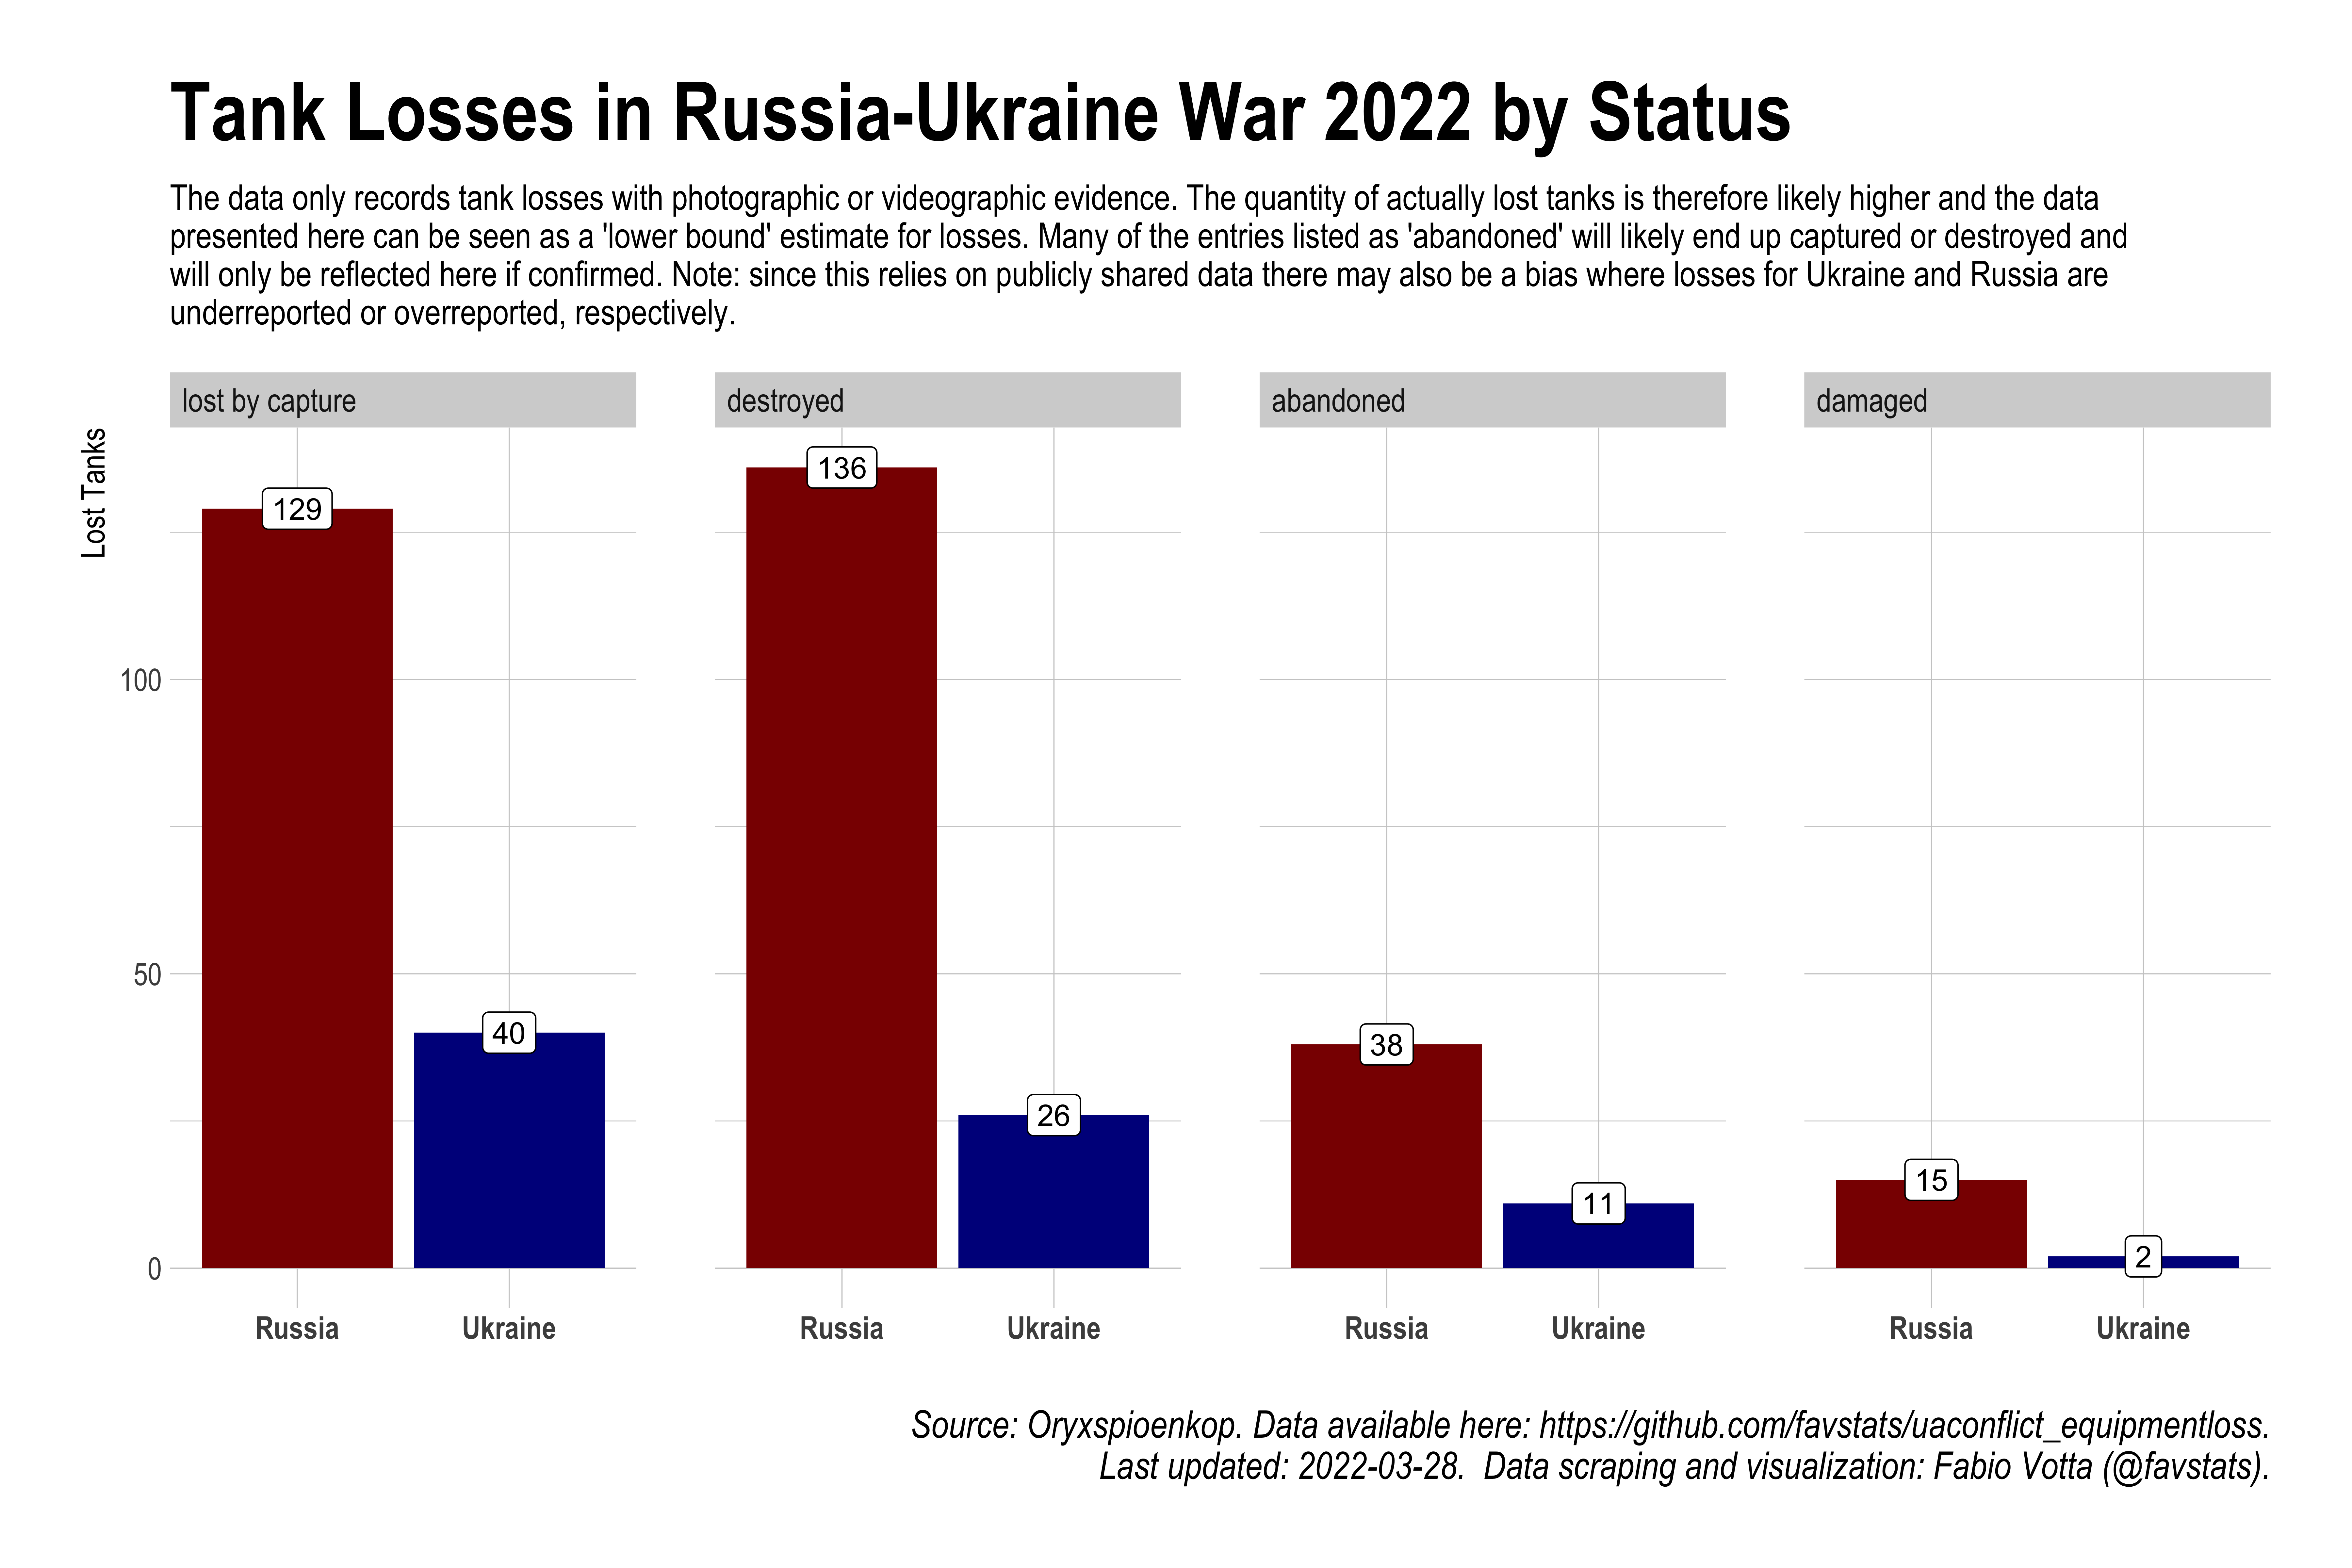 Tank Losses in Russia-Ukraine War 2022 by Status
The data only records tank losses with photographic or videographic evidence. The quantity of actually lost tanks is therefore likely higher and the data
presented here can be seen as a 'lower bound' estimate for losses. Many of the entries listed as 'abandoned' will likely end up captured or destroyed and
will only be reflected here if confirmed. Note: since this relies on publicly shared data there may also be a bias where losses for Ukraine and Russia are
underreported or overreported, respectively.
lost by capture
destroyed
abandoned
damaged
Lost Tanks
100
50
0
129
40
136
26
38
11
15
2
Russia
Ukraine
Russia
Ukraine
Russia
Ukraine
Russia
Ukraine
Source: Oryxspioenkop. Data available here: https://github.com/favstats/uaconflict_equipmentloss.
Last updated: 2022-03-28.  Data scraping and visualization: Fabio Votta (@favstats).